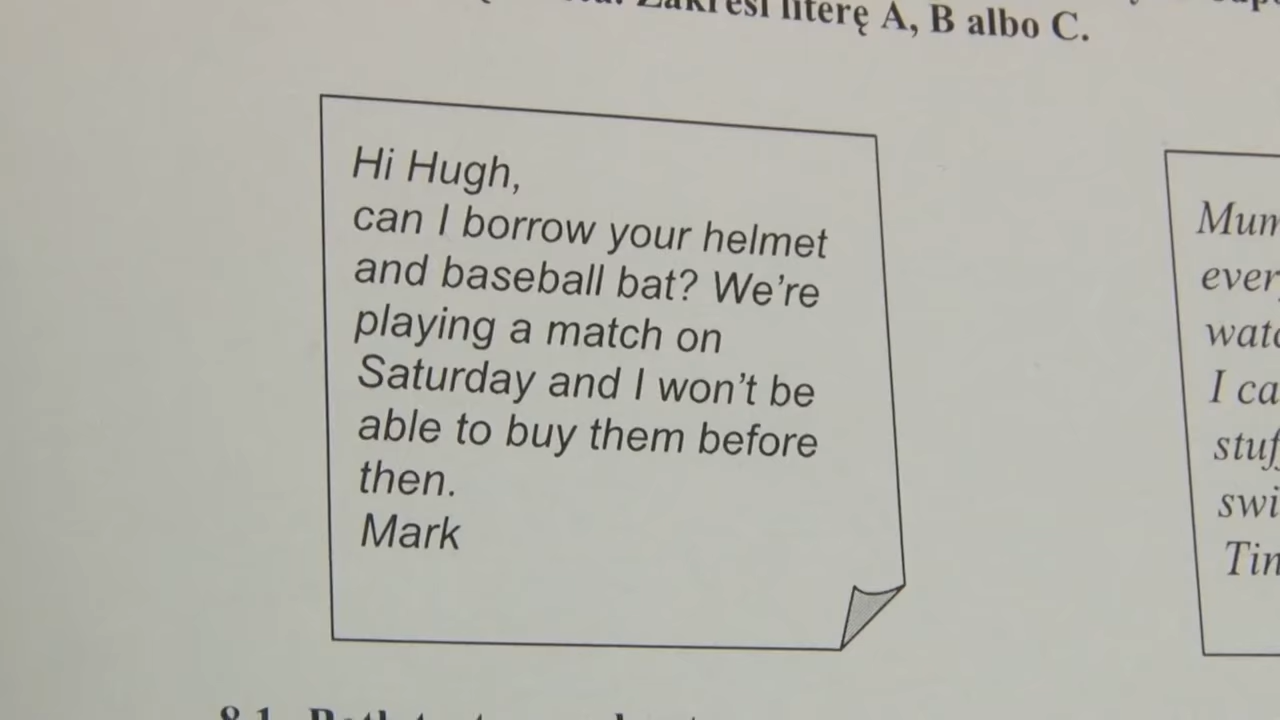 literę A, B albo C.
Hi Hugh,
can I borrow your helmet
and baseball bat? We're
playing a match on
Saturday and I won't be
able to buy them before
then.
Mark
I